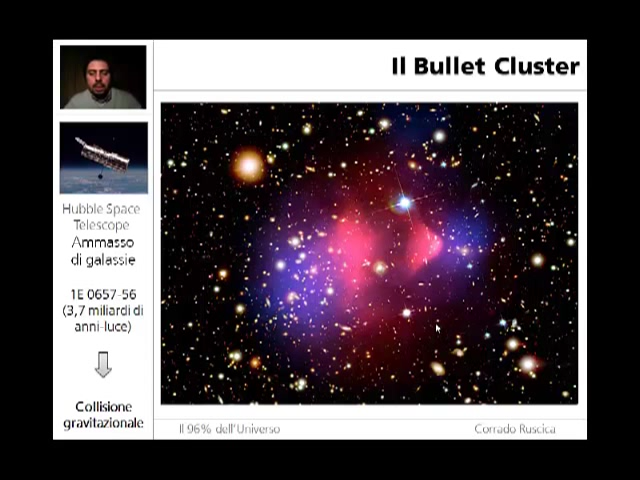 Il Bullet Cluster
Hubble Space
Telescope
Ammasso
di galassie
1E 0657-56
(3,7 miliardi di
anni-luce)
Collisione
gravitazionale
Il 96% dell'Universo
Corrado Ruscica